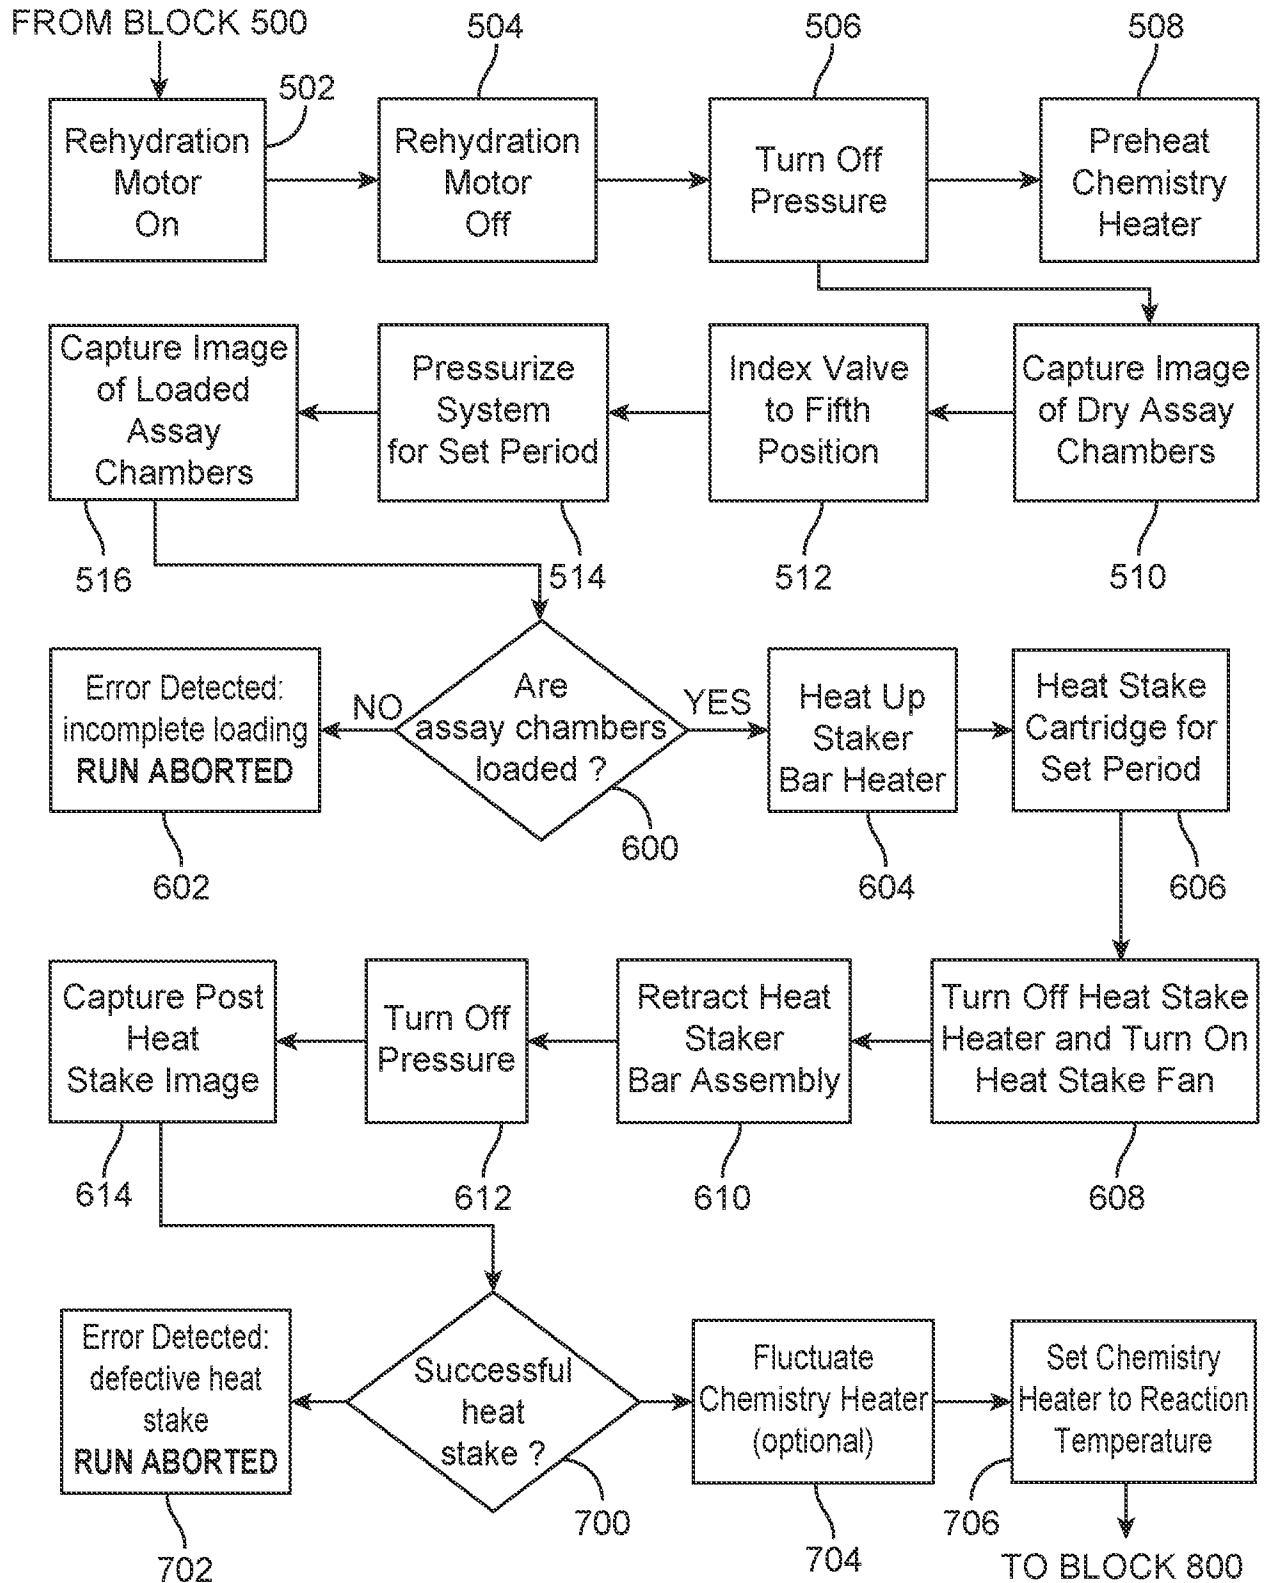 FROM BLOCK 500
502
504
506
508
Rehydration
Motor
On
Rehydration
Motor
Off
Turn Off
Pressure
Preheat
Chemistry
Heater
Capture Image
of Loaded
Assay
Chambers
Pressurize
System
for Set Period
Index Valve
to Fifth
Position
Capture Image
of Dry Assay
Chambers
516
514
512
510
Error Detected:
incomplete loading
RUN ABORTED
NO
Are
assay chambers
loaded ?
YES
Heat Up
Staker
Bar Heater
Heat Stake
Cartridge for
Set Period
602
600
604
606
Capture Post
Heat
Stake Image
Turn Off
Pressure
Retract Heat
Staker
Bar Assembly
Turn Off Heat Stake
Heater and Turn On
Heat Stake Fan
614
612
610
608
Error Detected:
defective heat
stake
RUN ABORTED
Successful
heat
stake ?
Fluctuate
Chemistry Heater
(optional)
Set Chemistry
Heater to Reaction
Temperature
702
700
704
706
TO BLOCK 800